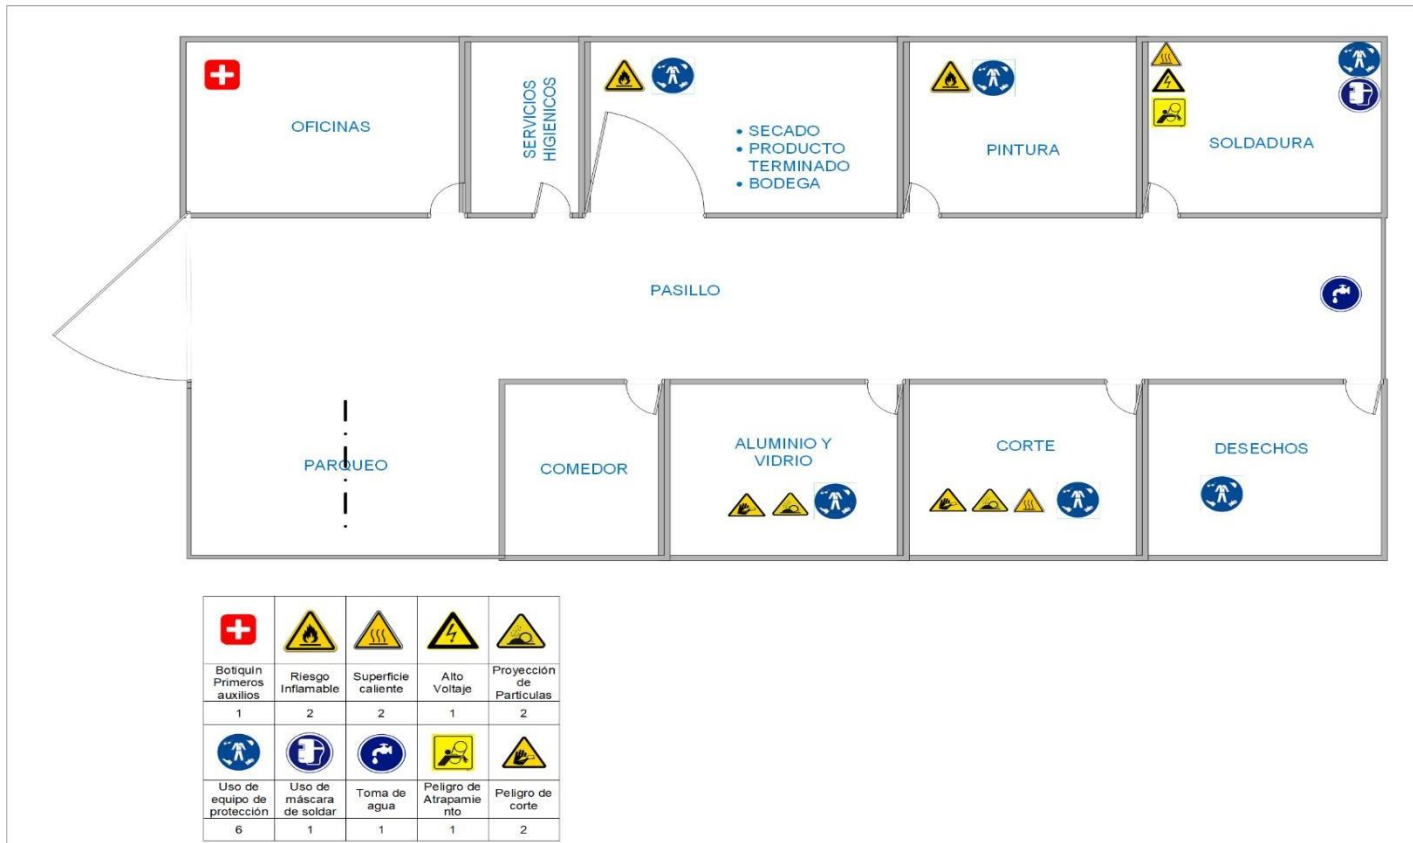 OFICINAS
SERVICIOS
HIGIENICOS
• SECADO
• PRODUCTO
TERMINADO
• BODEGA
PINTURA
SOLDADURA
PASILLO
PARQUEO
COMEDOR
ALUMINIO Y
VIDRIO
CORTE
DESECHOS
Botiquín
Primeros
auxilios
Riesgo
Inflamable
Superficie
caliente
Alto
Voltaje
Proyección
de
Partículas
1
2
2
1
2
Uso de
equipo de
protección
Uso de
máscara
de soldar
Toma de
agua
Peligro de
Atrapamie
nto
Peligro de
corte
6
1
1
1
2